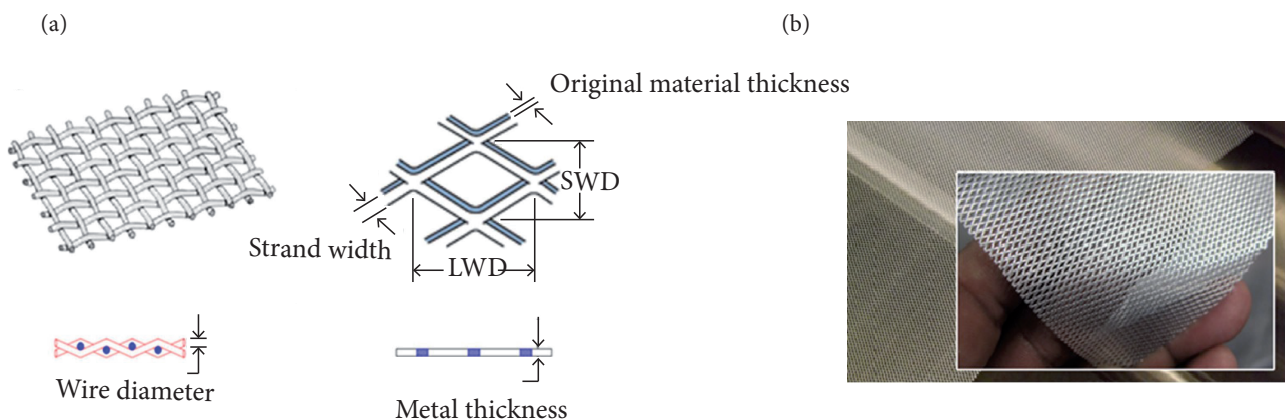 (a)
(b)
Original material thickness
SWD
Strand width
LWD
Wire diameter
Metal thickness